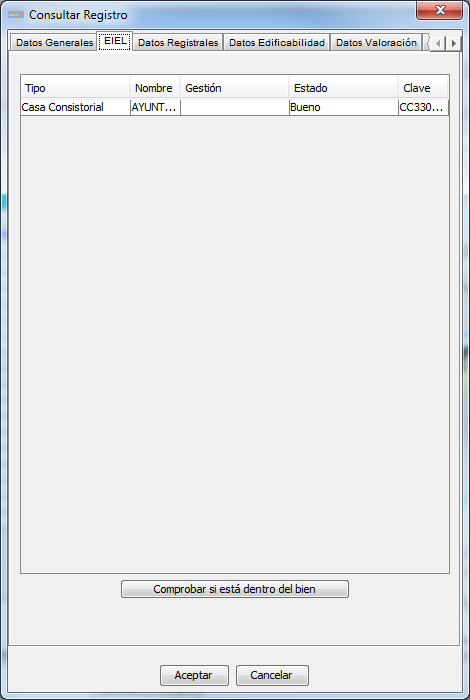 Consultar Registro
Datos Generales EIEL Datos Registrales Datos Edificabilidad Datos Valoración
Tipo Nombre Gestión Estado Clave
Casa Consistorial AYUNT... Bueno CC330...
Comprobar si está dentro del bien
Aceptar Cancelar